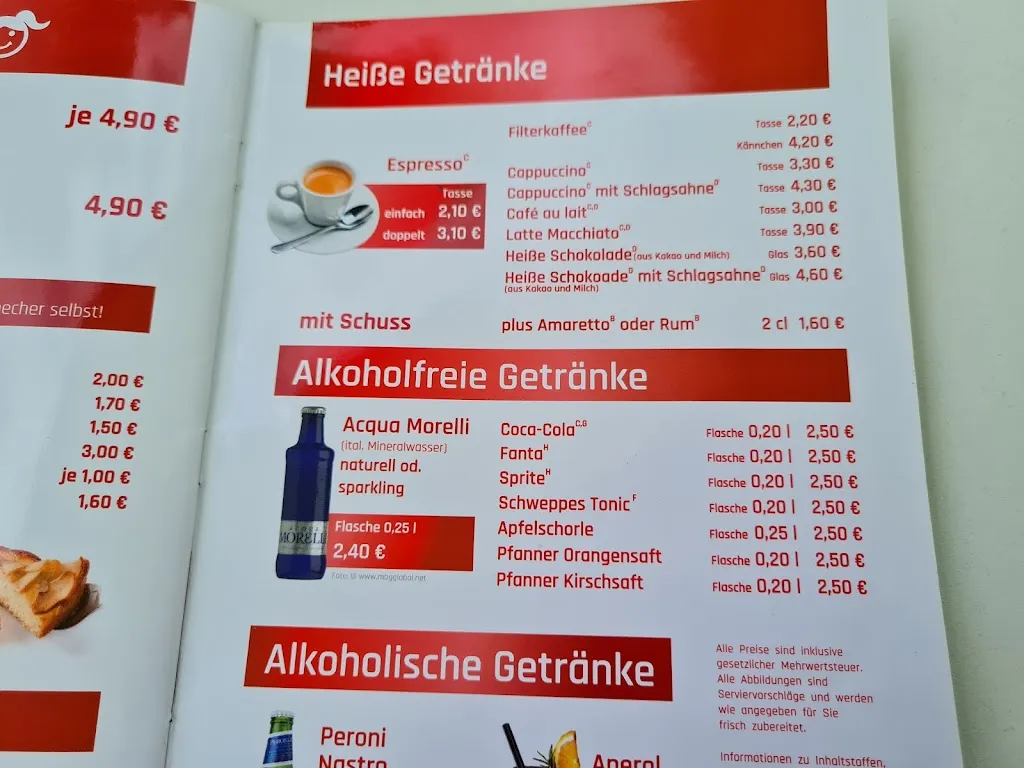 je 4,90 €
4,90 €
echer selbst!
2,00 €
1,70 €
1,50 €
3,00 €
je 1,00 €
1,60 €
Heiße Getränke
Espresso C
Tasse
einfach 2,10 €
doppelt 3,10 €
Filterkaffee C Tasse 2,20 €
Kännchen 4,20 €
Cappuccino C Tasse 3,30 €
Cappuccino C mit Schlagsahne D Tasse 4,30 €
Café au lait C,D Tasse 3,00 €
Latte Macchiato C,D Tasse 3,90 €
Heiße Schokolade D (aus Kakao und Milch) Glas 3,60 €
Heiße Schokoade D mit Schlagsahne D Glas 4,60 €
(aus Kakao und Milch)
mit Schuss plus Amaretto B oder Rum B 2 cl 1,60 €
Alkoholfreie Getränke
Acqua Morelli
(ital. Mineralwasser)
naturell od.
sparkling
Flasche 0,25 l
2,40 €
MORELLI
Foto: © www.magglobal.net
Coca-Cola C,G Flasche 0,20 l 2,50 €
Fanta H Flasche 0,20 l 2,50 €
Sprite H Flasche 0,20 l 2,50 €
Schweppes Tonic F Flasche 0,20 l 2,50 €
Apfelschorle Flasche 0,25 l 2,50 €
Pfanner Orangensaft Flasche 0,20 l 2,50 €
Pfanner Kirschsaft Flasche 0,20 l 2,50 €
Alkoholische Getränke
Peroni
Nastro
Aperol
Alle Preise sind inklusive
gesetzlicher Mehrwertsteuer.
Alle Abbildungen sind
Serviervorschläge und werden
wie angegeben für Sie
frisch zubereitet.
Informationen zu Inhaltstoffen,